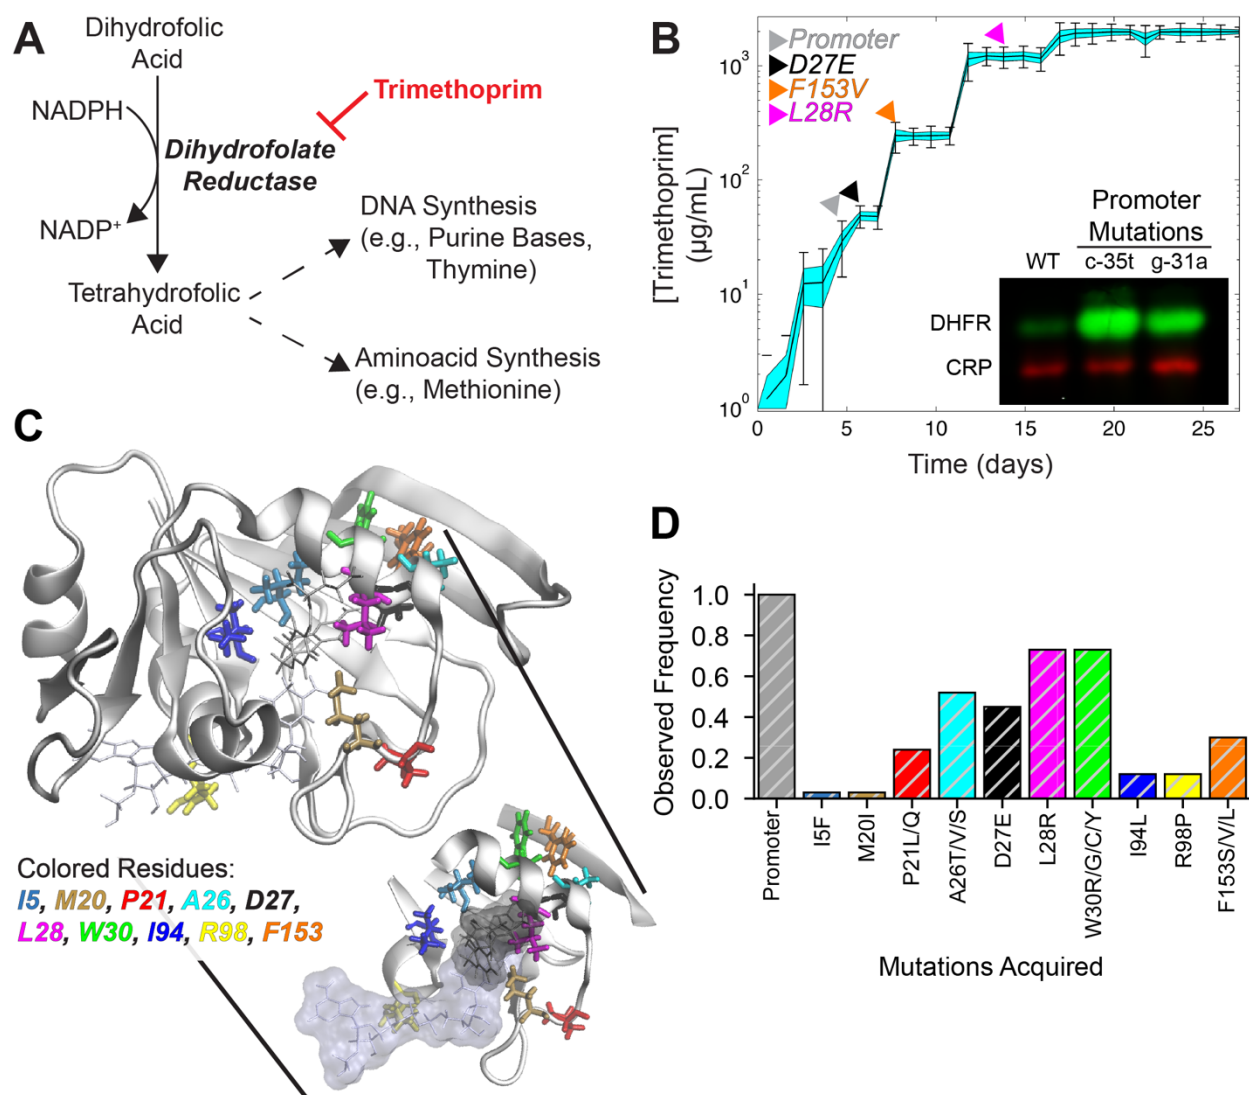 A
Dihydrofolic
Acid
NADPH
Trimethoprim
Dihydrofolate
Reductase
NADP+
DNA Synthesis
(e.g., Purine Bases,
Thymine)
Tetrahydrofolic
Acid
Aminoacid Synthesis
(e.g., Methionine)
B
Promoter
D27E
F153V
L28R
[Trimethoprim]
(µg/mL)
10³
10²
10¹
10⁰
0
5
10
15
20
25
Time (days)
Promoter
Mutations
WT
c-35t
g-31a
DHFR
CRP
C
Colored Residues:
I5, M20, P21, A26, D27,
L28, W30, I94, R98, F153
D
Observed Frequency
1.0
0.8
0.6
0.4
0.2
0.0
Promoter
I5F
M20I
P21L/Q
A26T/V/S
D27E
L28R
W30R/G/C/Y
I94L
R98P
F153S/V/L
Mutations Acquired